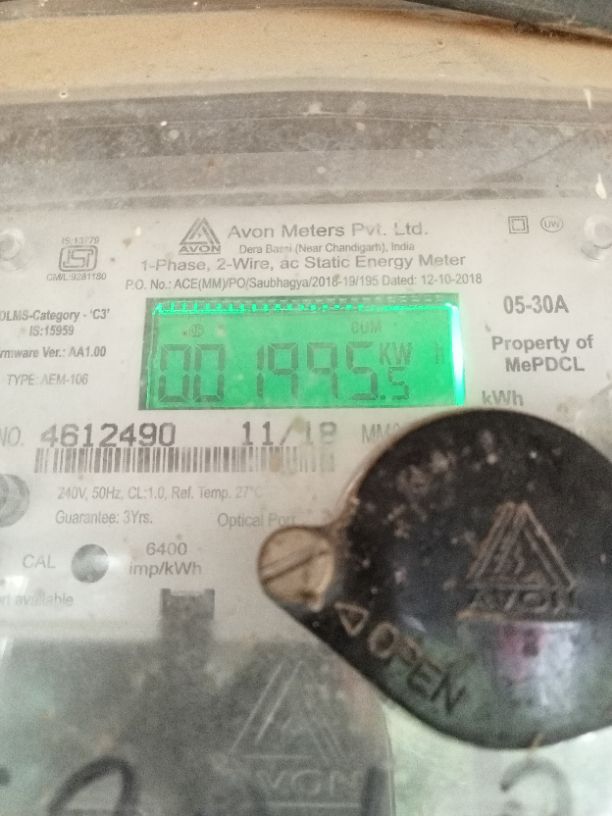 IS:13779
AVON
Avon Meters Pvt. Ltd.
Dera Bassi (Near Chandigarh), India
UW
CM/L-9281180
1-Phase, 2-Wire, ac Static Energy Meter
P.O. No.: ACE(MM)/PO/Saubhagya/2018-19/195 Dated: 12-10-2018
DLMS-Category - 'C3'
IS:15959
rmware Ver.: AA1.00
TYPE: AEM-106
CUM
001995.5 KW h
05-30A
Property of
MePDCL
kWh
NO. 4612490 11/18
240V, 50Hz, CL:1.0, Ref. Temp. 27°C
Guarantee: 3Yrs. Optical Port
CAL
6400
imp/kWh
available
AVON
OPEN
AVON